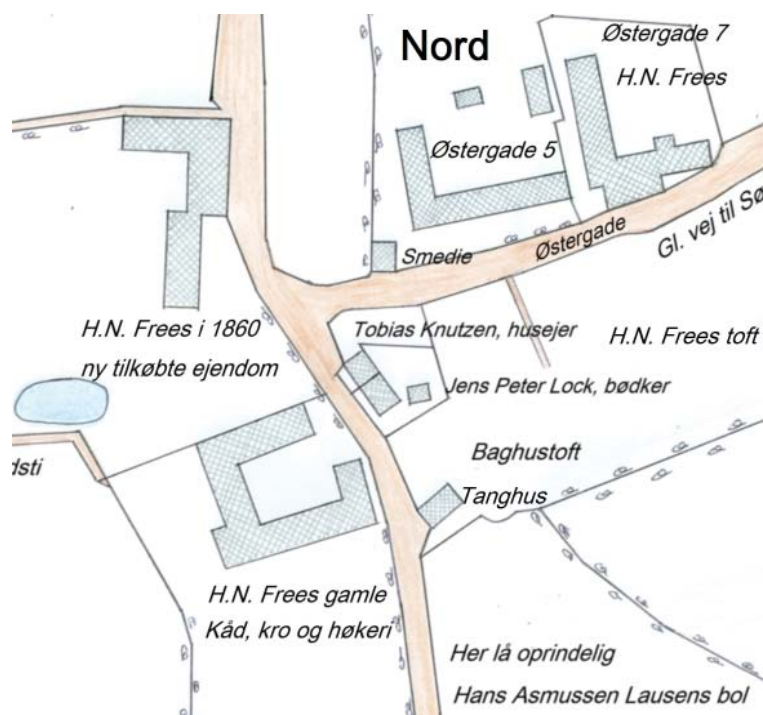 Nord
Østergade 7
H.N. Frees
Østergade 5
Smedie
Østergade
Gl. vej til Sø
H.N. Frees i 1860
ny tilkøbte ejendom
Tobias Knutzen, husejer
H.N. Frees toft
Jens Peter Lock, bødker
dsti
Baghustoft
Tanghus
H.N. Frees gamle
Kåd, kro og høkeri
Her lå oprindelig
Hans Asmussen Lausens bol